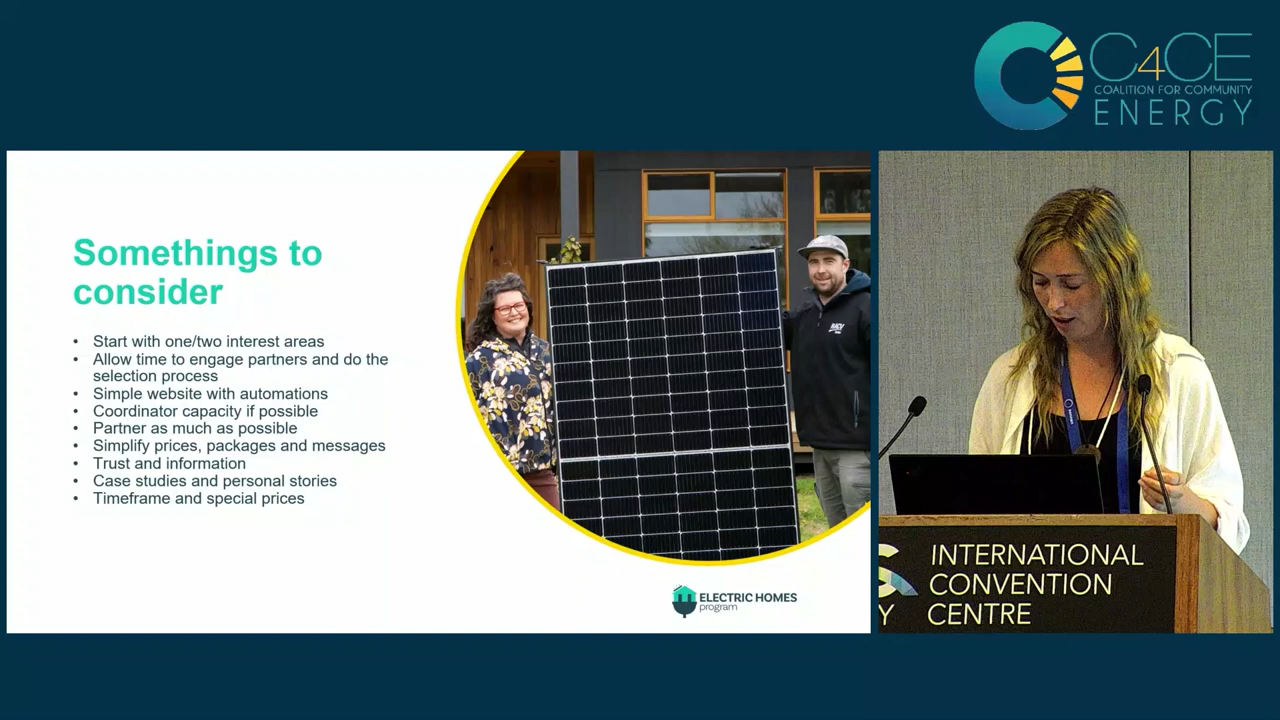 C4CE
COALITION FOR COMMUNITY
ENERGY
Somethings to
consider
• Start with one/two interest areas
• Allow time to engage partners and do the
selection process
• Simple website with automations
• Coordinator capacity if possible
• Partner as much as possible
• Simplify prices, packages and messages
• Trust and information
• Case studies and personal stories
• Timeframe and special prices
RACV
ELECTRIC HOMES
program
INTERNATIONAL
CONVENTION
CENTRE